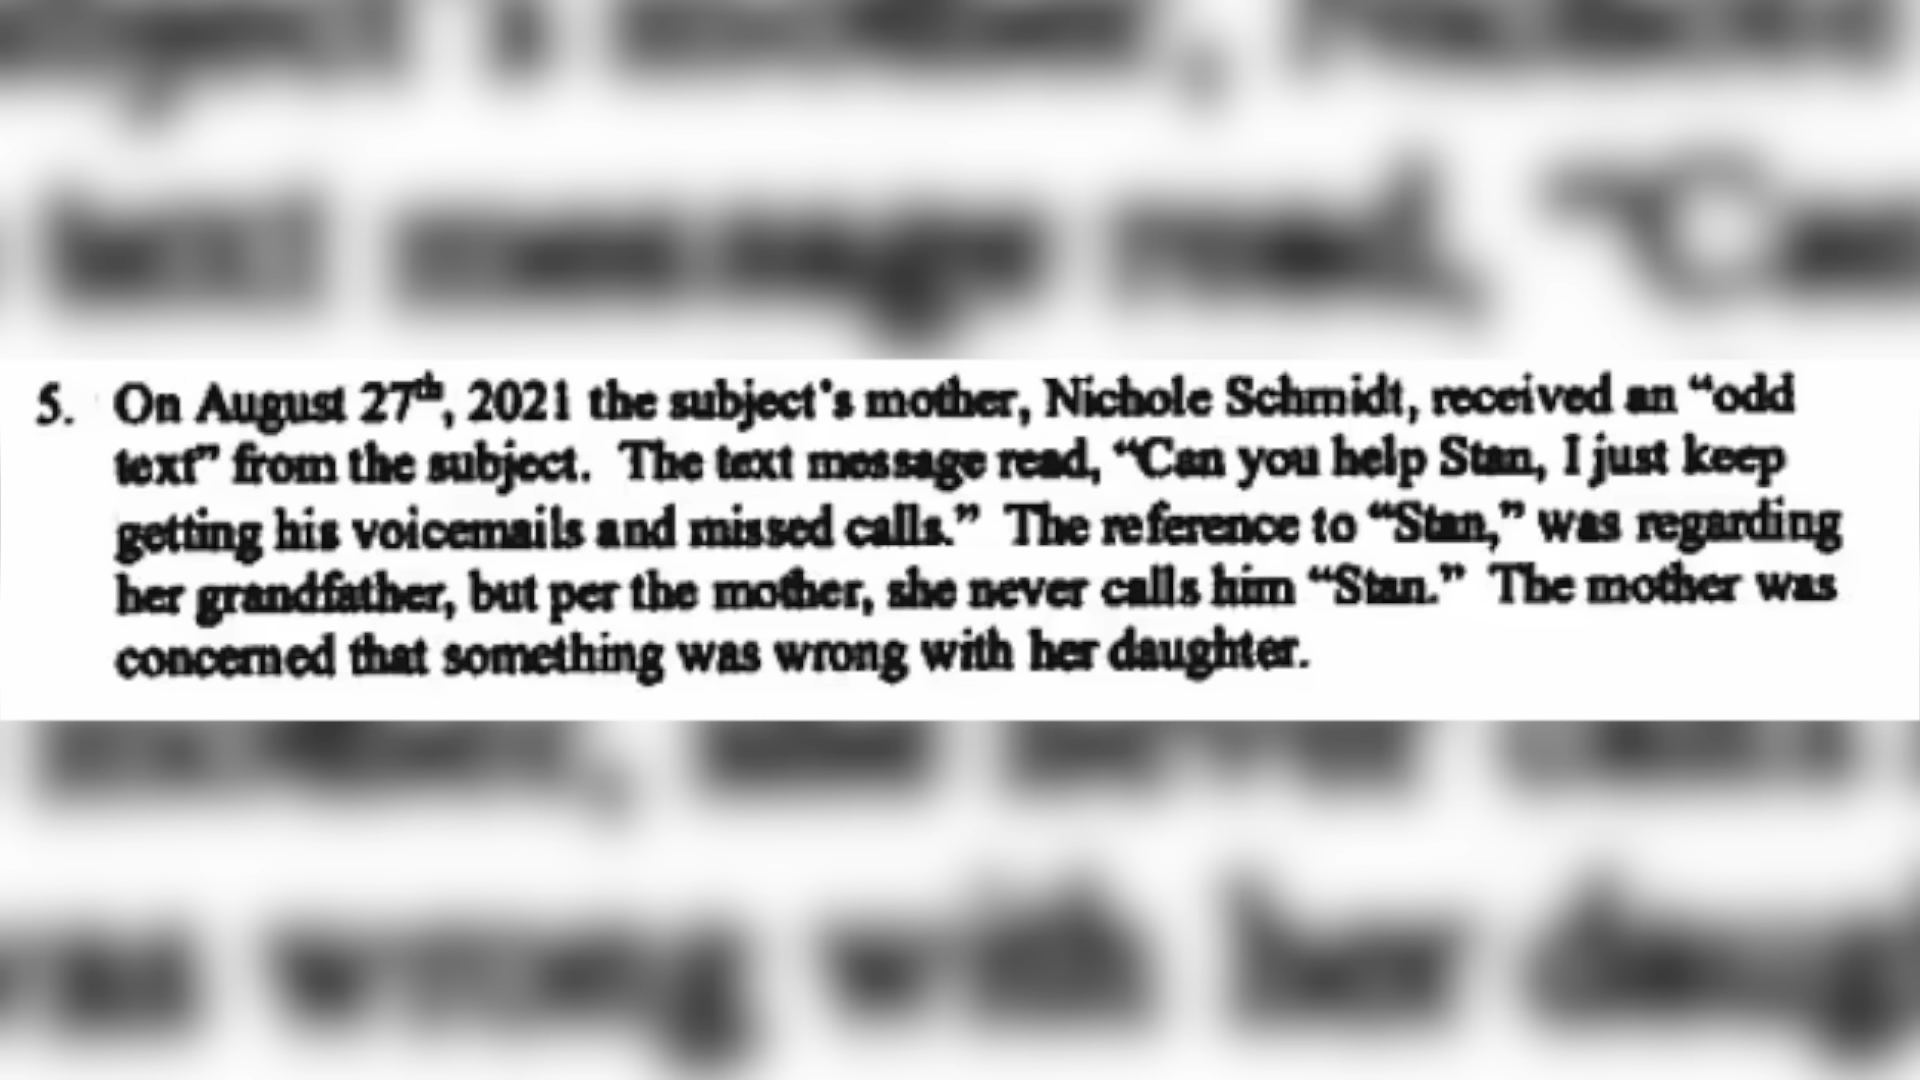 5. On August 27th, 2021 the subject's mother, Nichole Schmidt, received an “odd
text” from the subject. The text message read, “Can you help Stan, I just keep
getting his voicemails and missed calls.” The reference to “Stan,” was regarding
her grandfather, but per the mother, she never calls him “Stan.” The mother was
concerned that something was wrong with her daughter.